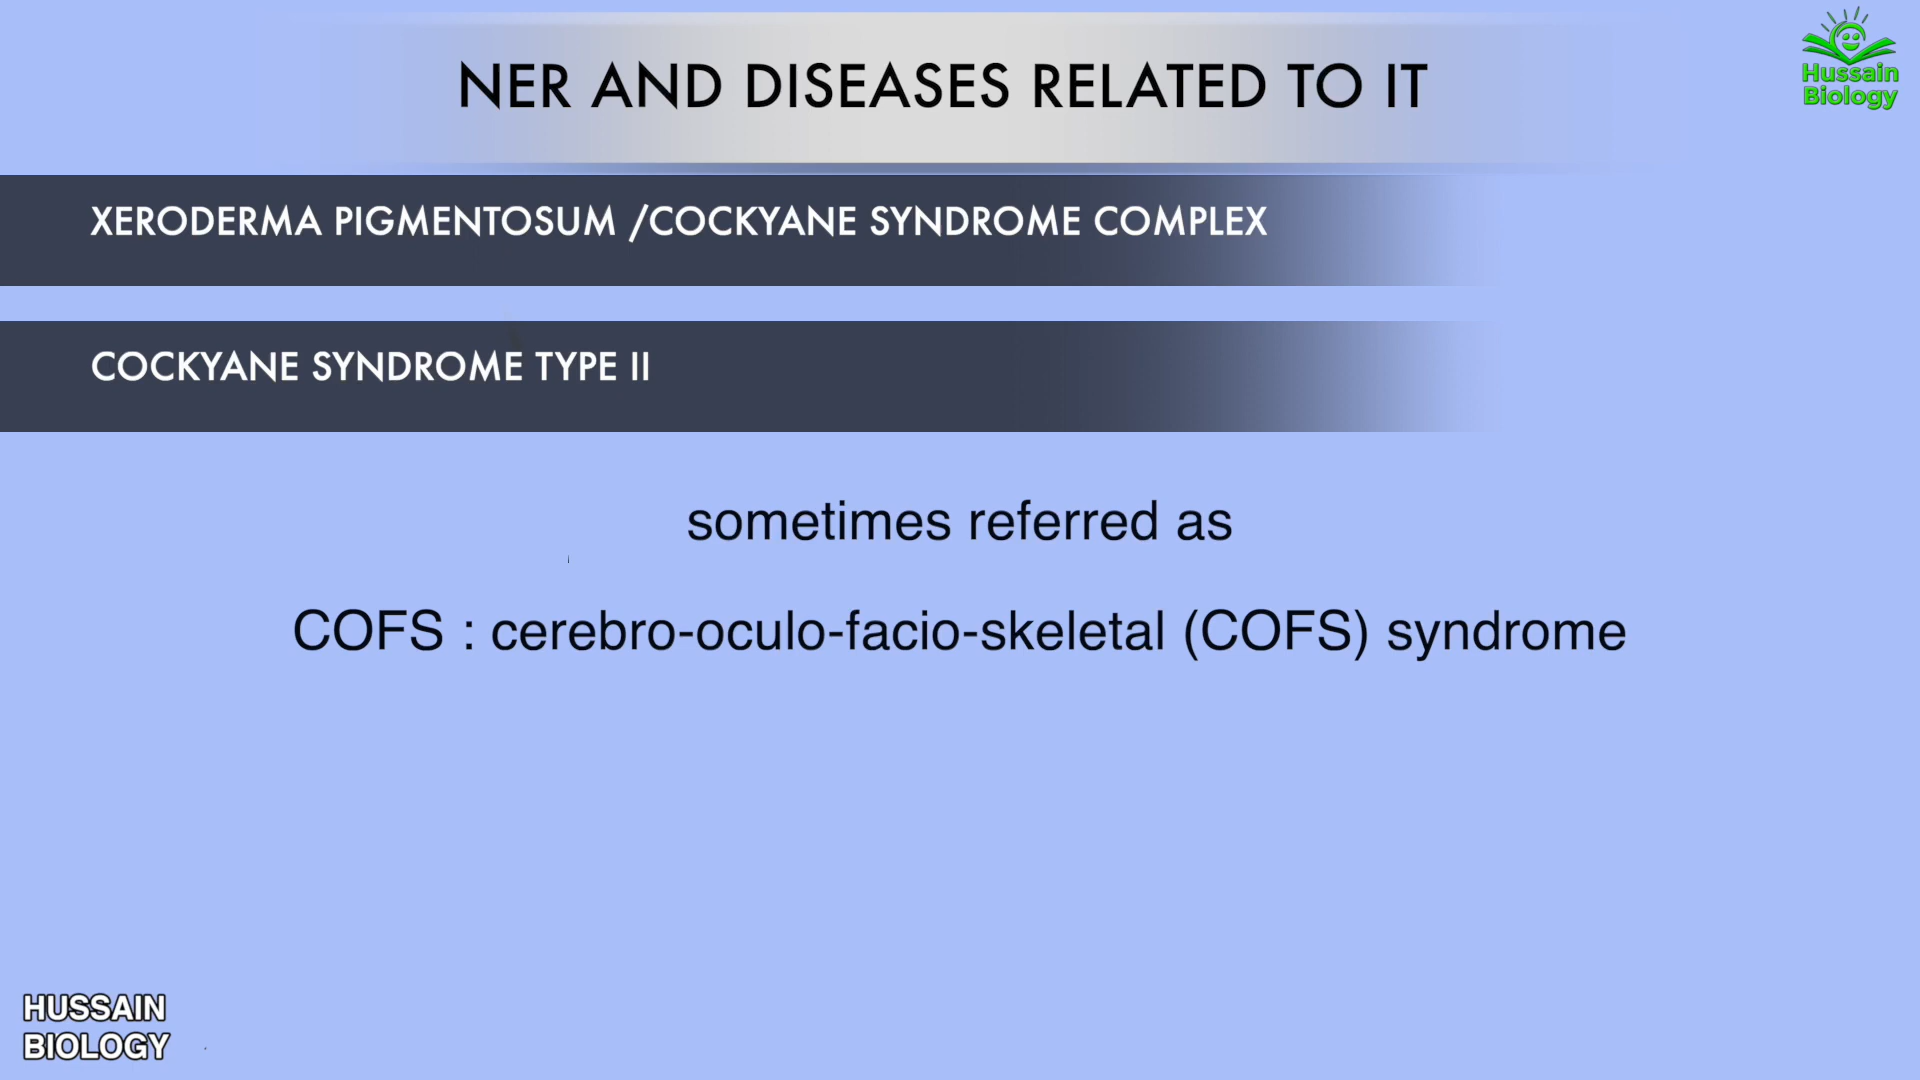 NER AND DISEASES RELATED TO IT
Hussain
Biology
XERODERMA PIGMENTOSUM /COCKYANE SYNDROME COMPLEX
COCKYANE SYNDROME TYPE II
sometimes referred as
COFS : cerebro-oculo-facio-skeletal (COFS) syndrome
HUSSAIN
BIOLOGY